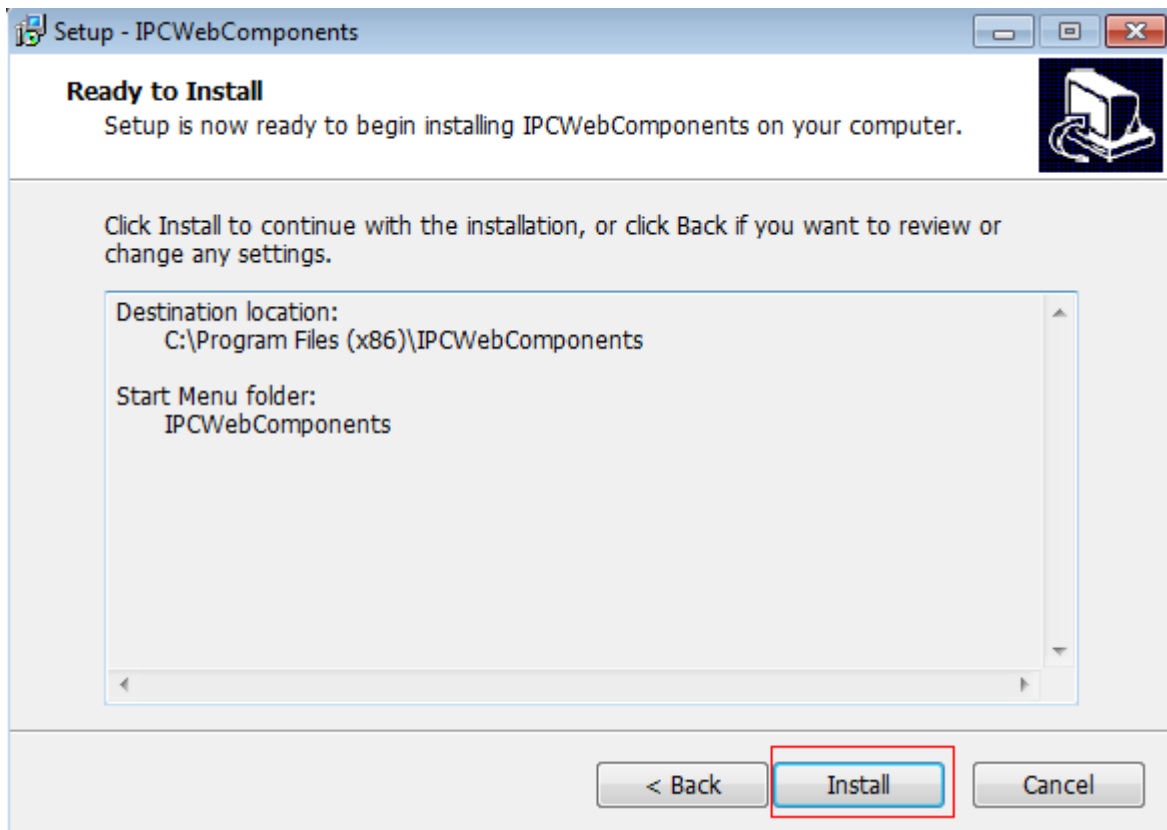 Setup - IPCWebComponents
Ready to Install
Setup is now ready to begin installing IPCWebComponents on your computer.
Click Install to continue with the installation, or click Back if you want to review or
change any settings.
Destination location:
C:\Program Files (x86)\IPCWebComponents
Start Menu folder:
IPCWebComponents
< Back
Install
Cancel